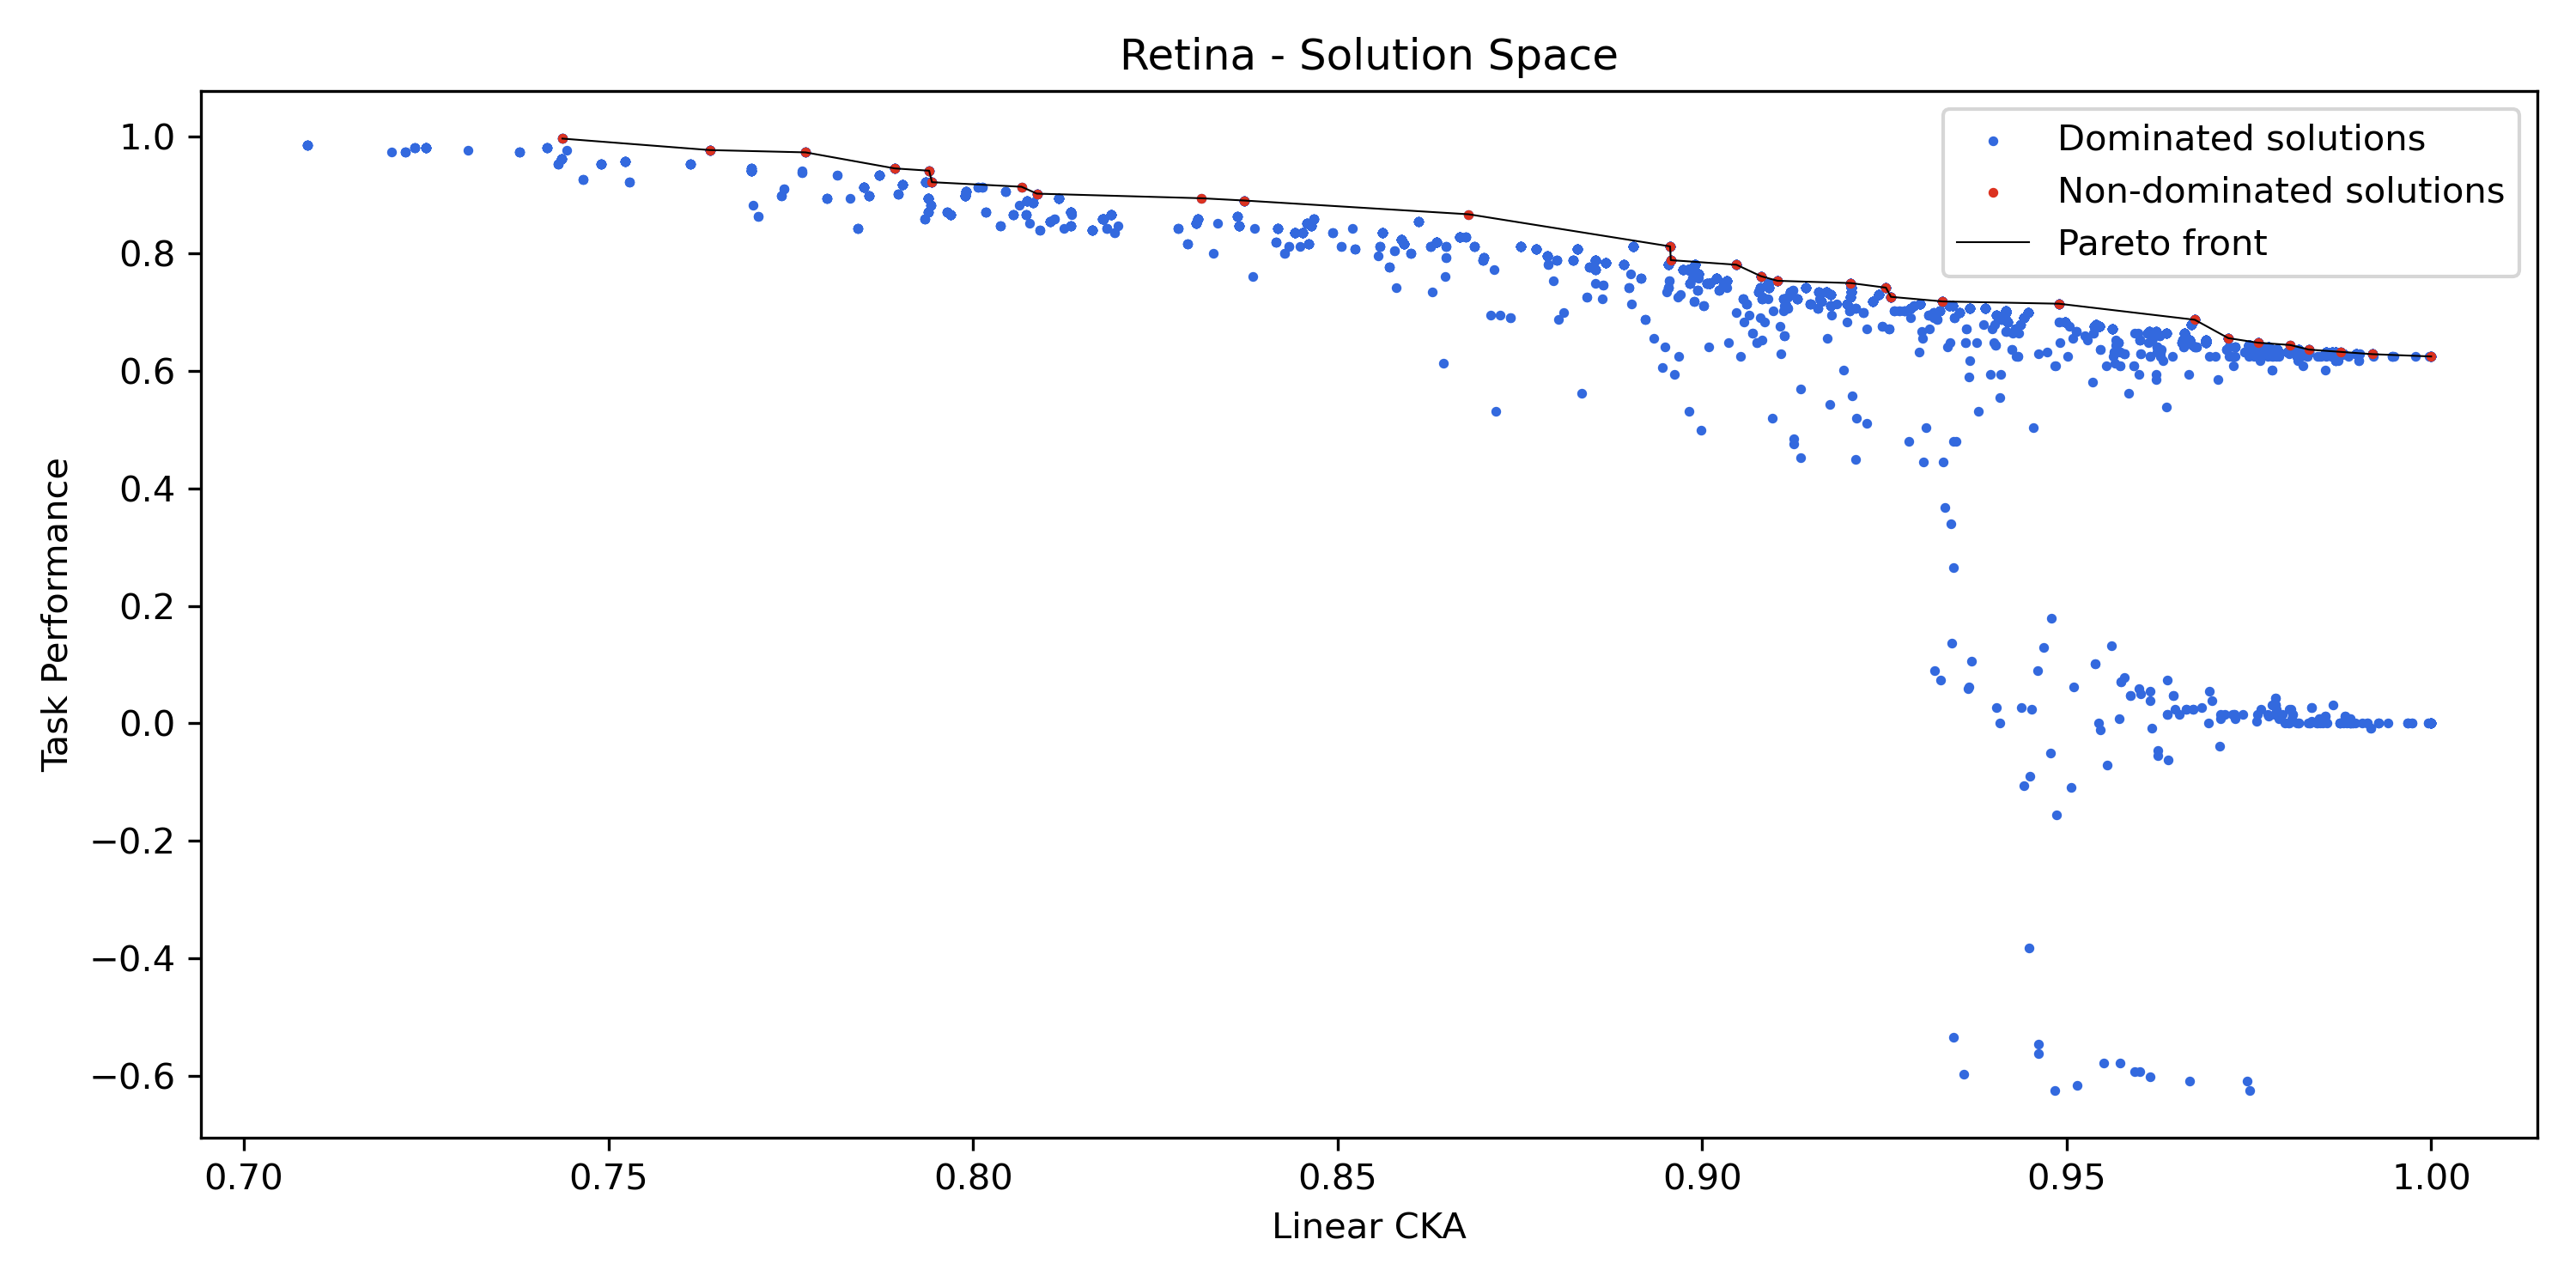 Retina - Solution Space
Dominated solutions
Non-dominated solutions
Pareto front
Task Performance
1.0
0.8
0.6
0.4
0.2
0.0
−0.2
−0.4
−0.6
0.70 0.75 0.80 0.85 0.90 0.95 1.00
Linear CKA